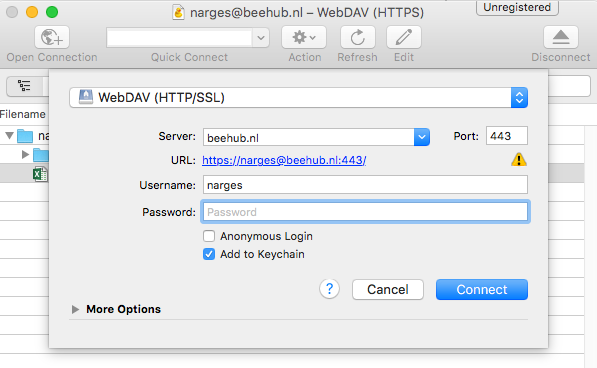 narges@beehub.nl – WebDAV (HTTPS)
Unregistered
Open Connection
Quick Connect
Action
Refresh
Edit
Disconnect
WebDAV (HTTP/SSL)
Filename
Server:
beehub.nl
Port:
443
na
URL:
https://narges@beehub.nl:443/
Username:
narges
Password:
Password
Anonymous Login
Add to Keychain
?
Cancel
Connect
More Options